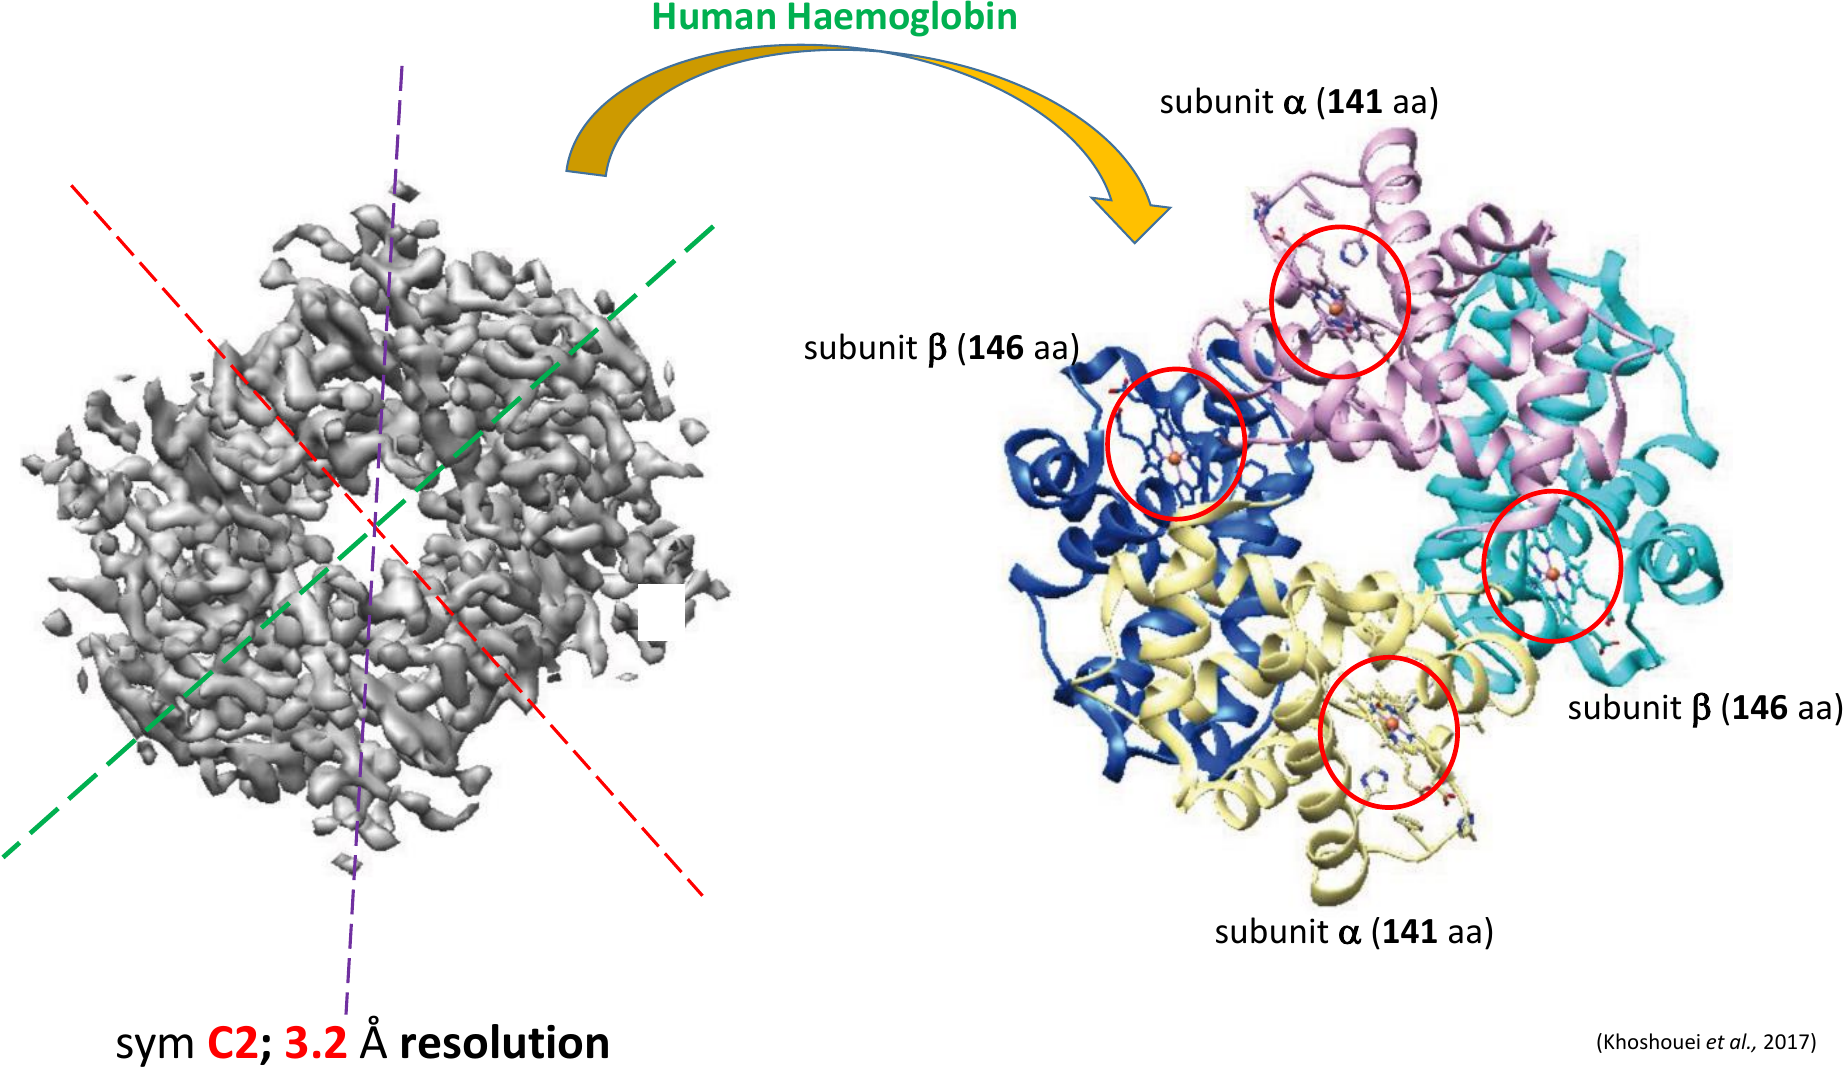 Human Haemoglobin
subunit α (141 aa)
subunit β (146 aa)
subunit β (146 aa)
subunit α (141 aa)
sym C2; 3.2 Å resolution
(Khoshouei et al., 2017)